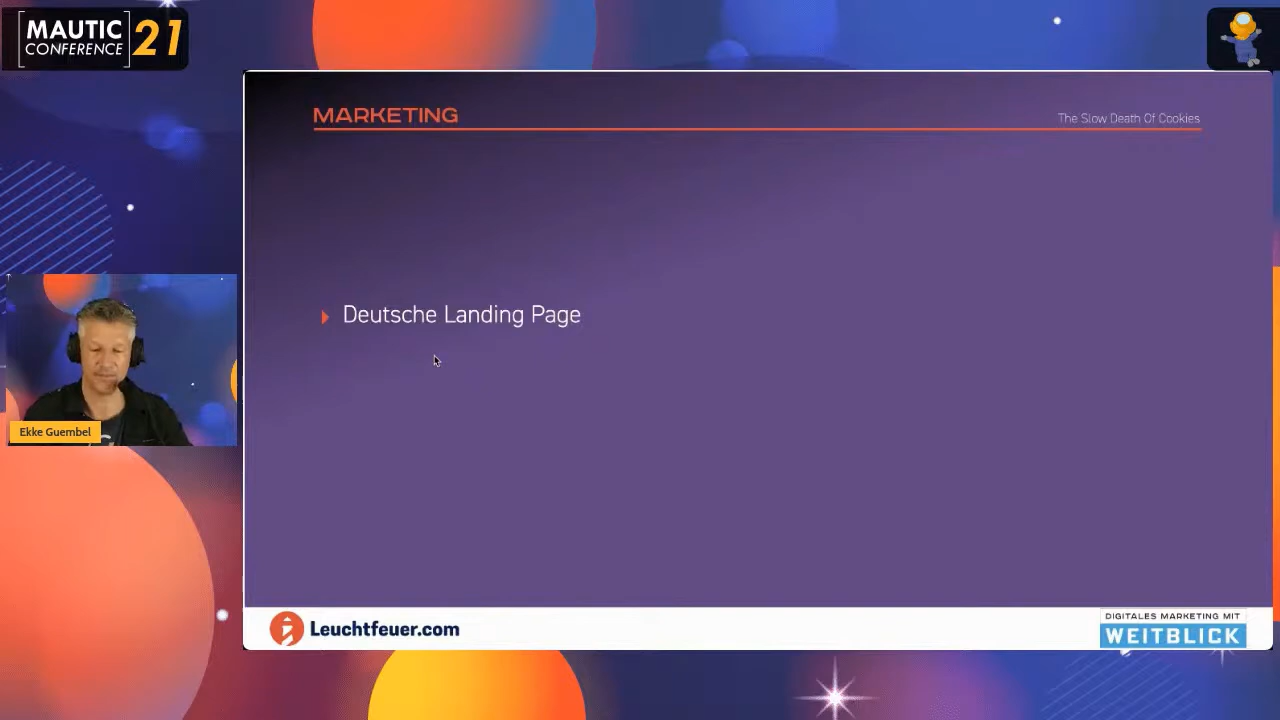 MAUTIC
CONFERENCE 21
MARKETING
The Slow Death Of Cookies
Deutsche Landing Page
Ekke Guembel
Leuchtfeuer.com
DIGITALES MARKETING MIT
WEITBLICK